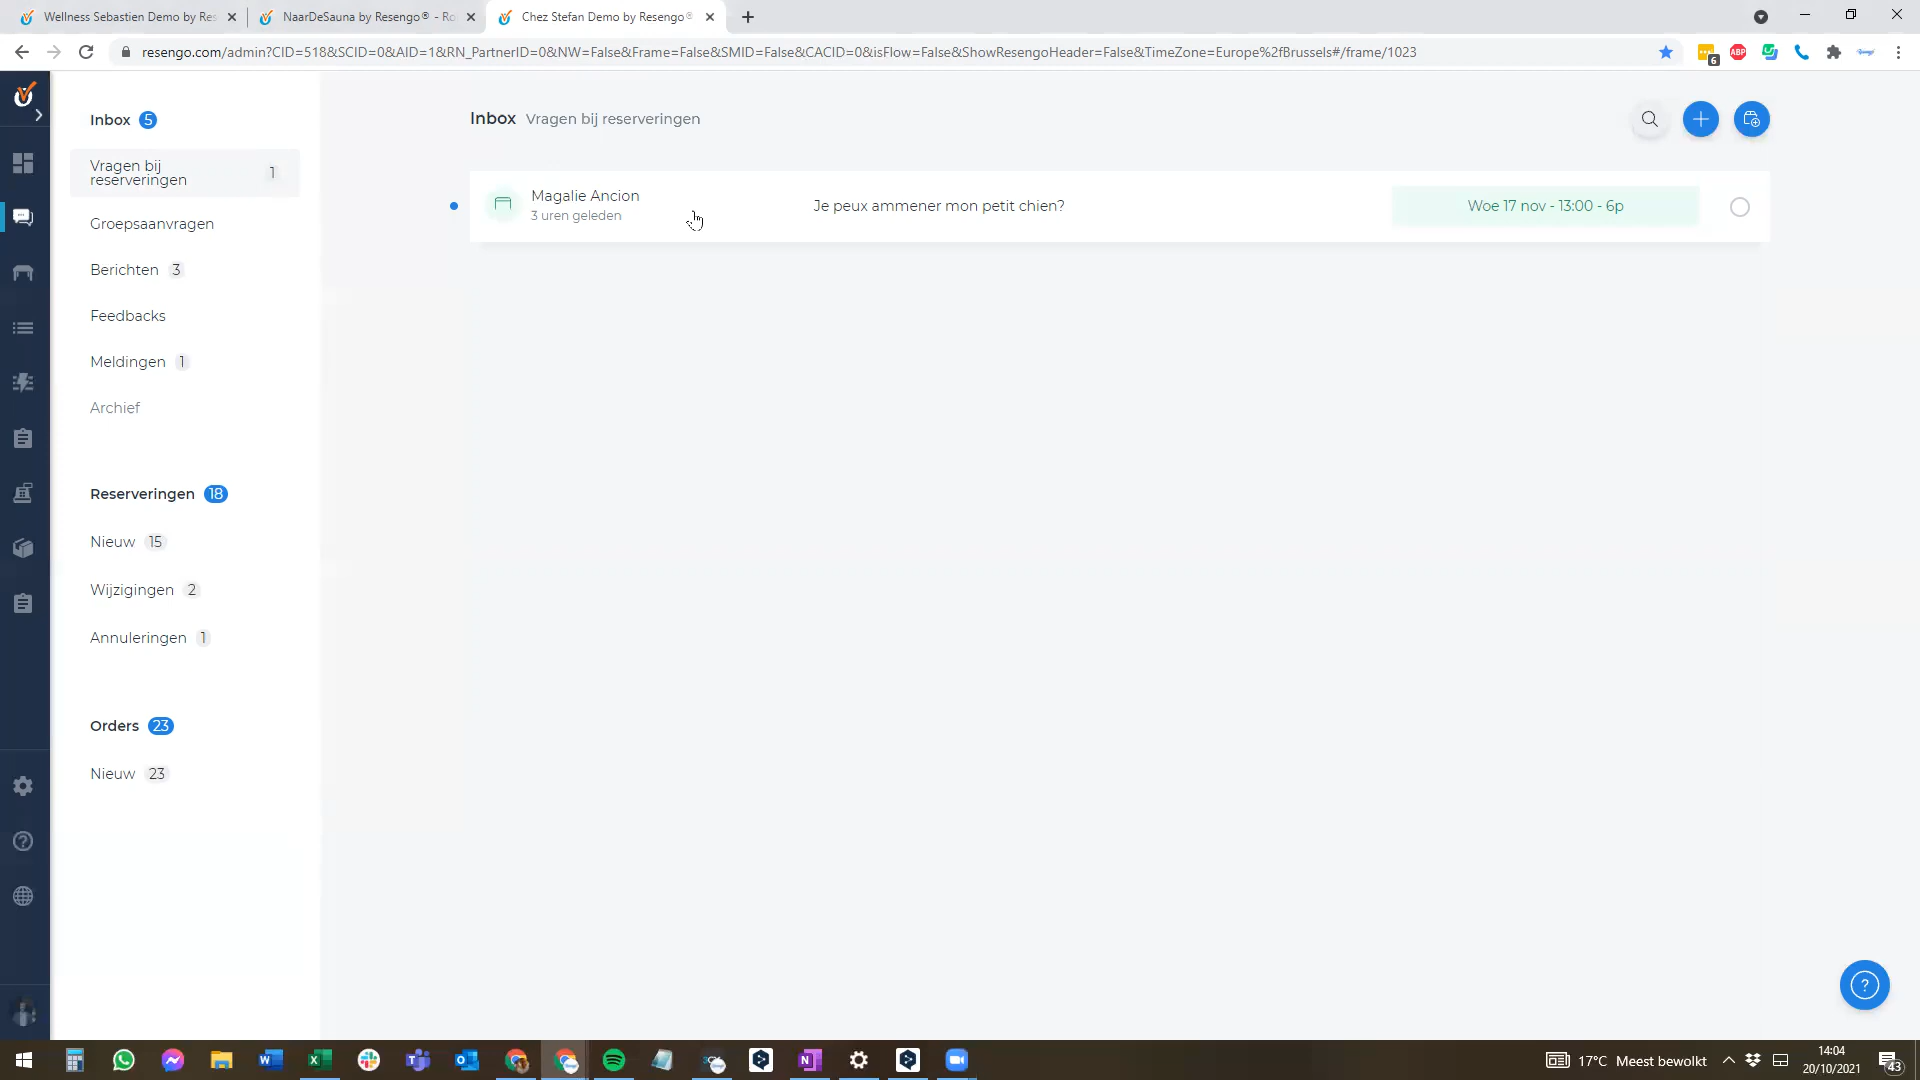 Wellness Sebastien Demo by Res
NaarDeSauna by Resengo® - Ro
Chez Stefan Demo by Resengo®
resengo.com/admin?CID=518&SCID=0&AID=1&RN_PartnerID=0&NW=False&Frame=False&SMID=False&CACID=0&isFlow=False&ShowResengoHeader=False&TimeZone=Europe%2fBrussels#/frame/1023
6
ABP
Inbox 5
Vragen bij
reserveringen 1
Groepsaanvragen
Berichten 3
Feedbacks
Meldingen 1
Archief
Reserveringen 18
Nieuw 15
Wijzigingen 2
Annuleringen 1
Orders 23
Nieuw 23
Inbox Vragen bij reserveringen
Magalie Ancion
3 uren geleden
Je peux ammener mon petit chien?
Woe 17 nov - 13:00 - 6p
?
17°C Meest bewolkt
14:04
20/10/2021
43